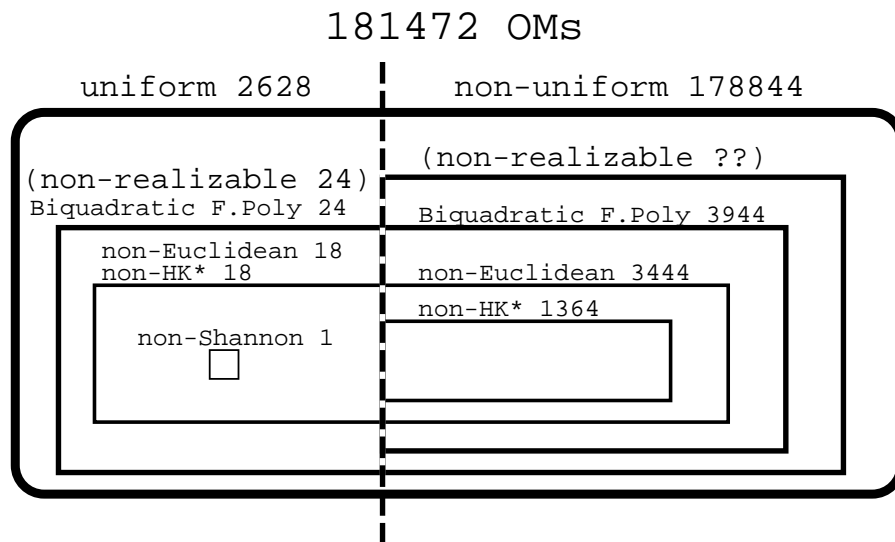 181472 OMs
uniform 2628
non-uniform 178844
(non-realizable 24)
Biquadratic F.Poly 24
non-Euclidean 18
non-HK* 18
non-Shannon 1
(non-realizable ??)
Biquadratic F.Poly 3944
non-Euclidean 3444
non-HK* 1364